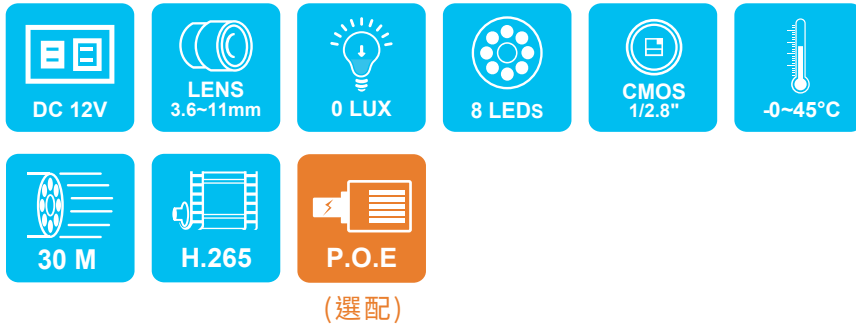 DC 12V
LENS
3.6~11mm
0 LUX
8 LEDs
CMOS
1/2.8"
-0~45°C
30 M
H.265
P.O.E
(選配)